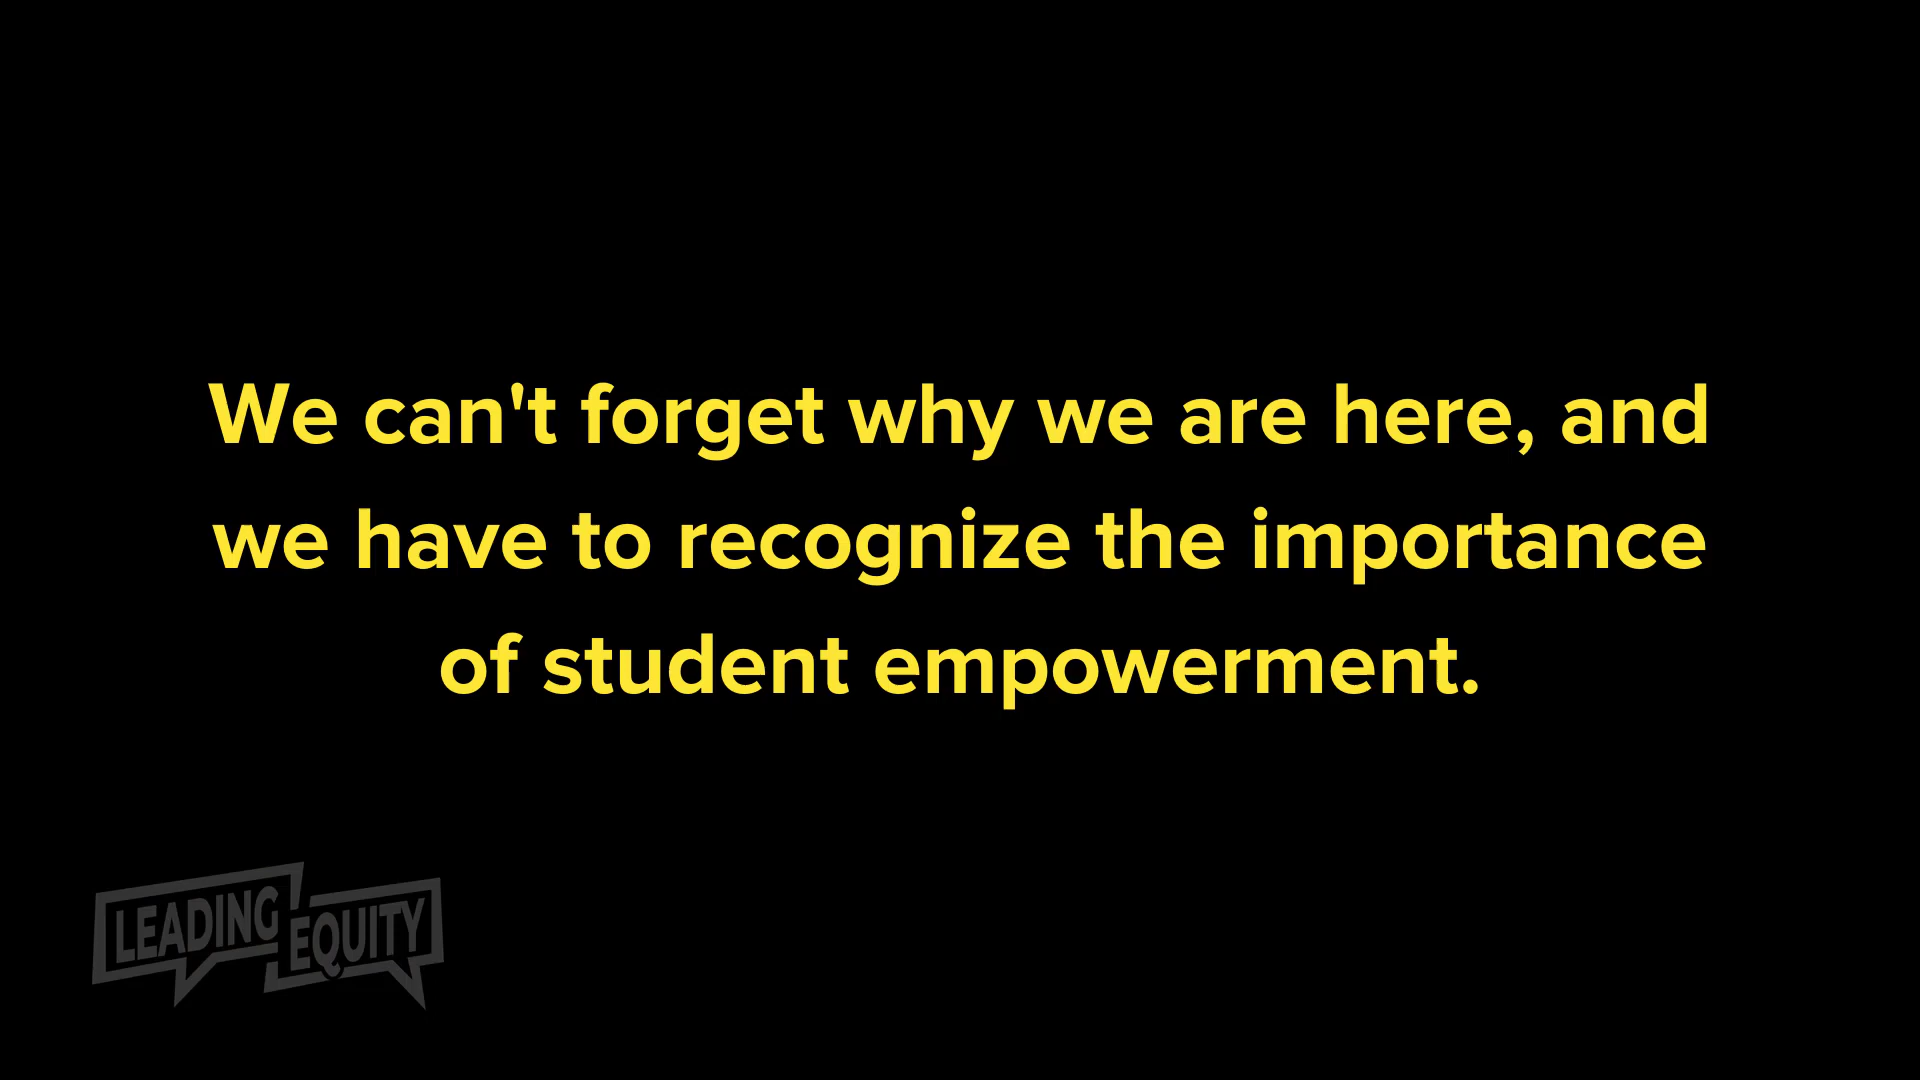 We can't forget why we are here, and
we have to recognize the importance
of student empowerment.
LEADING
EQUITY